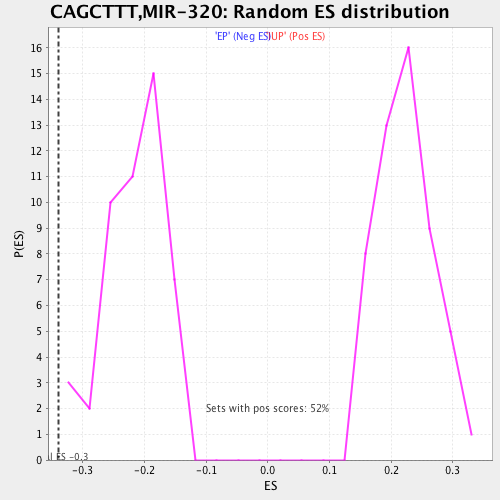 CAGCTTT,MIR-320: Random ES distribution
'EP' (Neg ES) 'UP' (Pos ES)
16
15
14
13
12
11
10
9
8
7
6
5
4
3
2
1
0
P(ES)
Sets with pos scores: 52%
ES -0.3
-0.3 -0.2 -0.1 0.0 0.1 0.2 0.3
ES